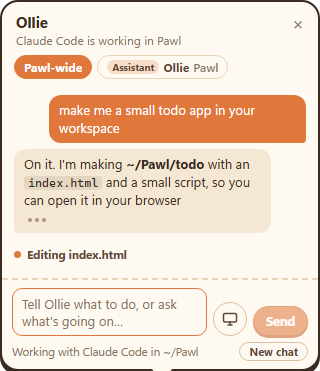 Ollie
×
Claude Code is working in Pawl
Pawl-wide
Assistant Ollie Pawl
make me a small todo app in your
workspace
On it. I'm making ~/Pawl/todo with an
index.html and a small script, so you
can open it in your browser
Editing index.html
Tell Ollie what to do, or ask
what's going on...
Send
Working with Claude Code in ~/Pawl
New chat